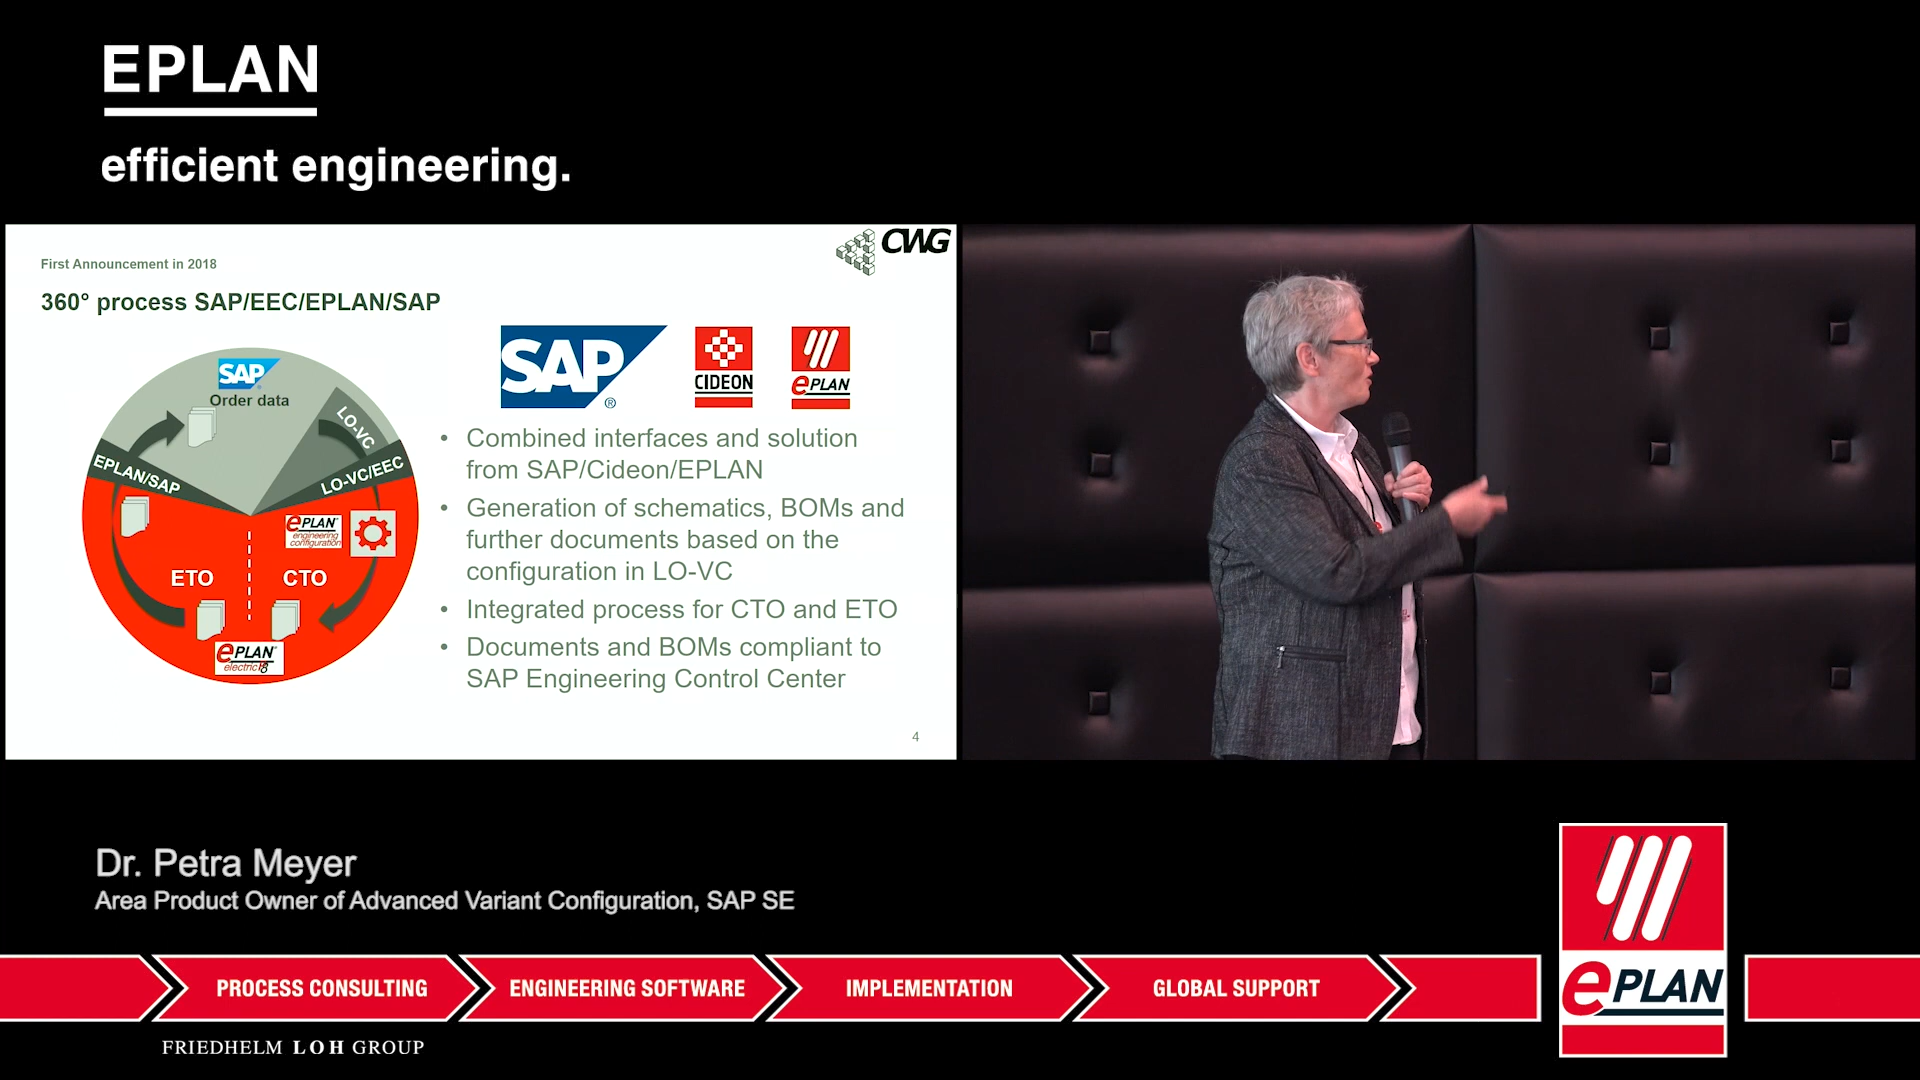 EPLAN
efficient engineering.
First Announcement in 2018
CWG
360° process SAP/EEC/EPLAN/SAP
SAP
Order data
LO-VC
EPLAN/SAP
LO-VC/EEC
ePLAN
engineering
configuration
ETO
CTO
ePLAN
electric P8
SAP ®
CIDEON
ePLAN
• Combined interfaces and solution
from SAP/Cideon/EPLAN
• Generation of schematics, BOMs and
further documents based on the
configuration in LO-VC
• Integrated process for CTO and ETO
• Documents and BOMs compliant to
SAP Engineering Control Center
4
Dr. Petra Meyer
Area Product Owner of Advanced Variant Configuration, SAP SE
PROCESS CONSULTING
ENGINEERING SOFTWARE
IMPLEMENTATION
GLOBAL SUPPORT
ePLAN
FRIEDHELM LOH GROUP